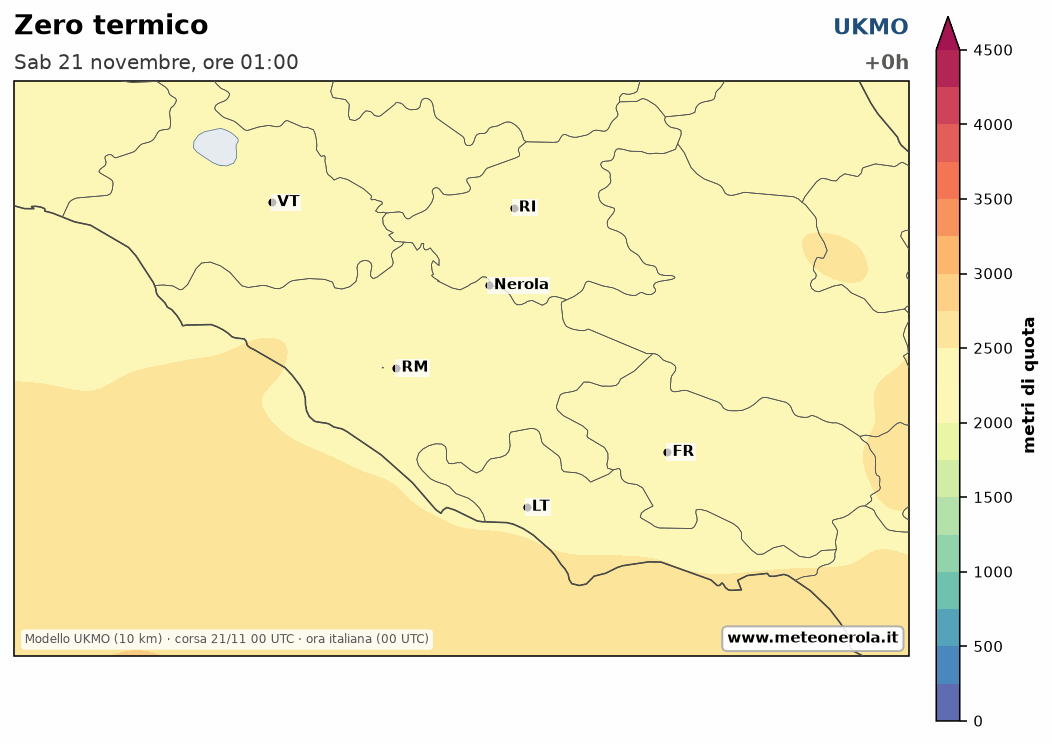 Zero termico
UKMO
Sab 21 novembre, ore 01:00
+0h
VT
RI
Nerola
RM
FR
LT
Modello UKMO (10 km) · corsa 21/11 00 UTC · ora italiana (00 UTC)
www.meteonerola.it
4500
4000
3500
3000
2500
2000
1500
1000
500
0
metri di quota